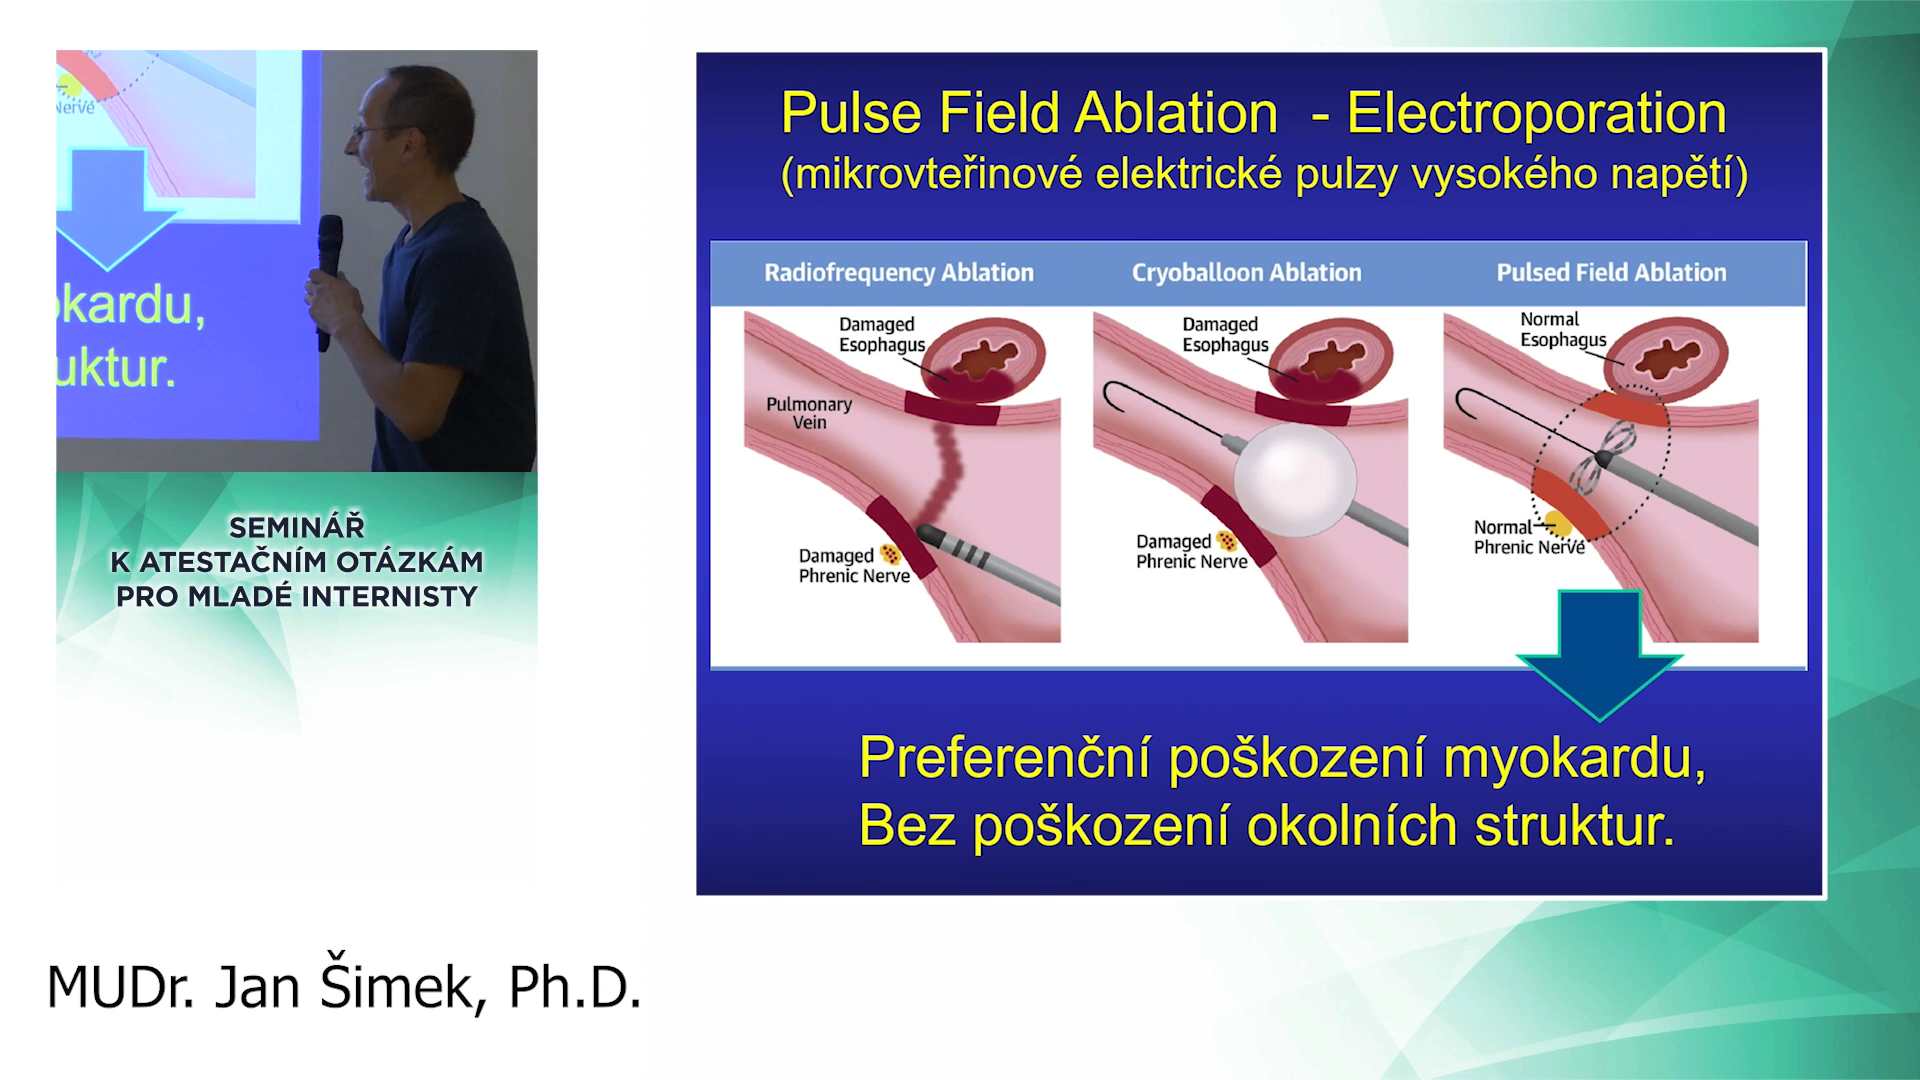 Nerve
okardu,
uktur.
SEMINÁŘ
K ATESTAČNÍM OTÁZKÁM
PRO MLADÉ INTERNISTY
MUDr. Jan Šimek, Ph.D.
Pulse Field Ablation - Electroporation
(mikrovteřinové elektrické pulzy vysokého napětí)
Radiofrequency Ablation
Damaged
Esophagus
Pulmonary
Vein
Damaged
Phrenic Nerve
Cryoballoon Ablation
Damaged
Esophagus
Damaged
Phrenic Nerve
Pulsed Field Ablation
Normal
Esophagus
Normal
Phrenic Nerve
Preferenční poškození myokardu,
Bez poškození okolních struktur.